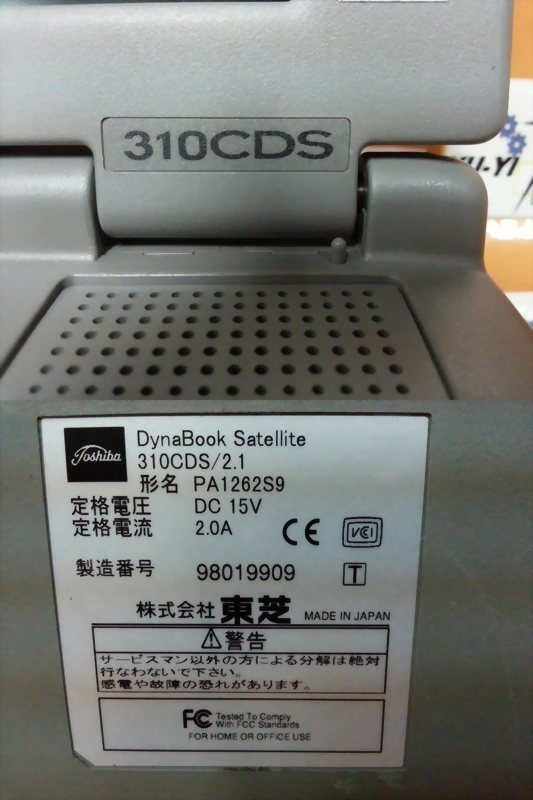 310CDS
Toshiba
DynaBook Satellite
310CDS/2.1
形名 PA1262S9
定格電圧 DC 15V
定格電流 2.0A
CE
VCI
製造番号 98019909
T
株式会社 東芝 MADE IN JAPAN
警告
サービスマン以外の方による分解は絶対
行なわないで下さい。
感電や故障の恐れがあります。
FC Tested To Comply
With FCC Standards
FOR HOME OR OFFICE USE